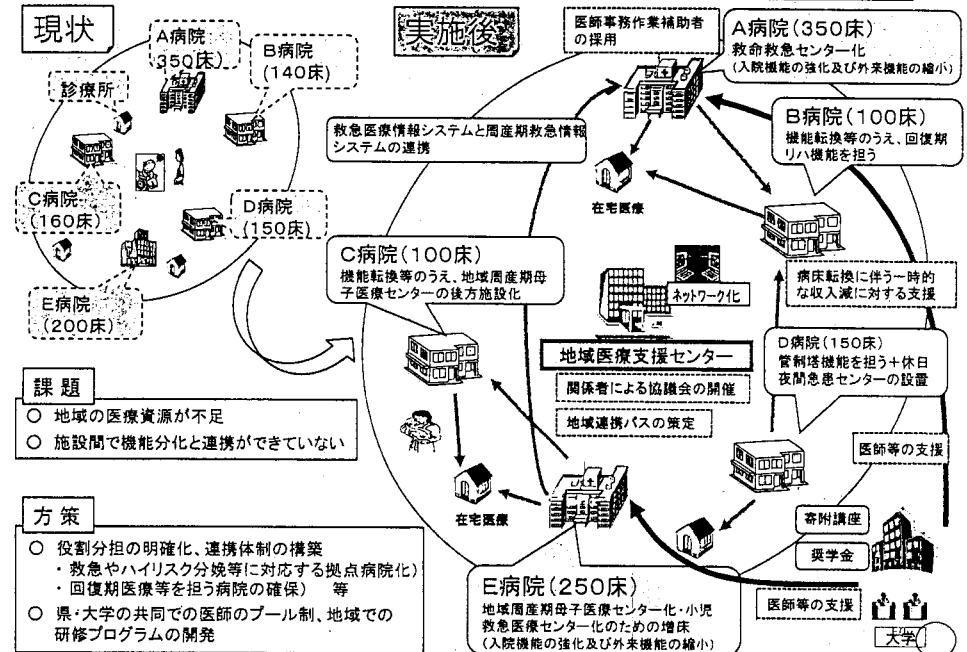 現状
A病院
(350床)
B病院
(140床)
診療所
C病院
(160床)
D病院
(150床)
E病院
(200床)
課題
○ 地域の医療資源が不足
○ 施設間で機能分化と連携ができていない
方策
○ 役割分担の明確化、連携体制の構築
・救急やハイリスク分娩等に対応する拠点病院化)
・回復期医療等を担う病院の確保) 等
○ 県・大学の共同での医師のプール制、地域での
研修プログラムの開発
実施後
医師事務作業補助者
の採用
A病院(350床)
救命救急センター化
(入院機能の強化及び外来機能の縮小)
救急医療情報システムと周産期救急情報
システムの連携
B病院(100床)
機能転換等のうえ、回復期
リハ機能を担う
在宅医療
C病院(100床)
機能転換等のうえ、地域周産期母
子医療センターの後方施設化
ネットワーク化
病床転換に伴う一時的
な収入減に対する支援
地域医療支援センター
関係者による協議会の開催
地域連携パスの策定
D病院(150床)
管制塔機能を担う+休日
夜間急患センターの設置
医師等の支援
在宅医療
寄附講座
奨学金
E病院(250床)
地域周産期母子医療センター化・小児
救急医療センター化のための増床
(入院機能の強化及び外来機能の縮小)
医師等の支援
大学